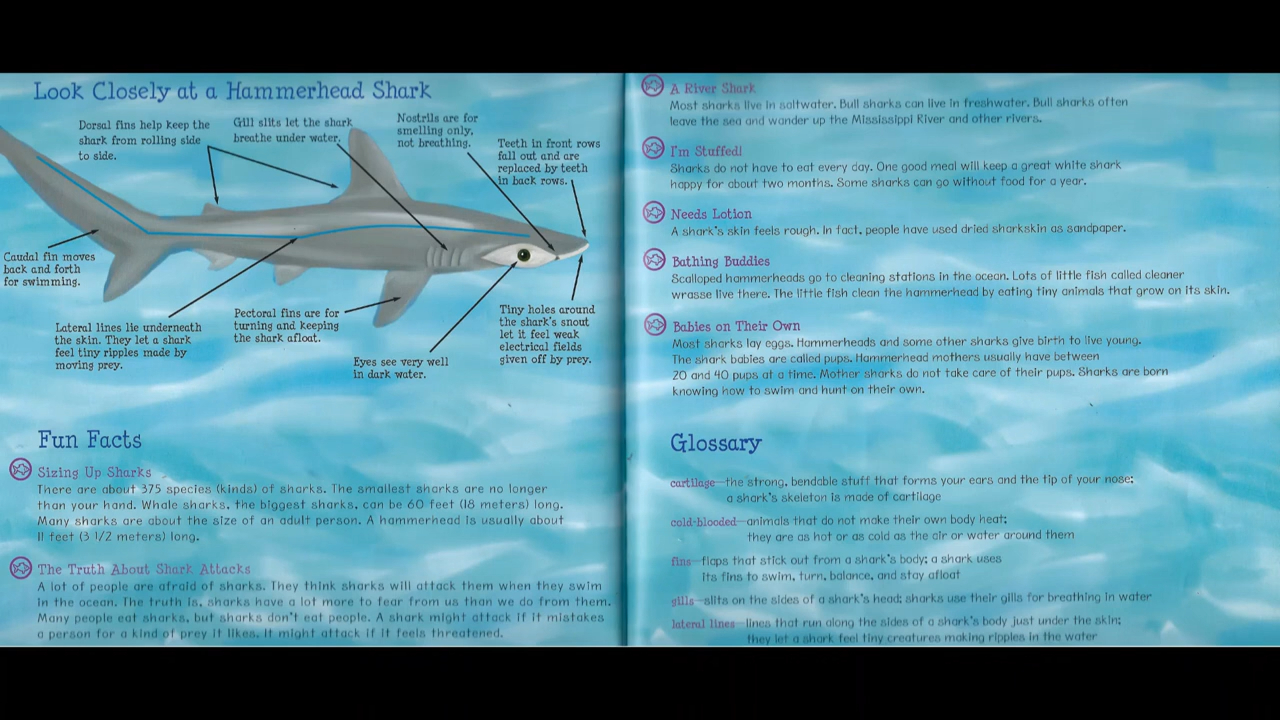 Look Closely at a Hammerhead Shark
Dorsal fins help keep the
shark from rolling side
to side.
Gill slits let the shark
breathe under water.
Nostrils are for
smelling only,
not breathing.
Teeth in front rows
fall out and are
replaced by teeth
in back rows.
Caudal fin moves
back and forth
for swimming.
Lateral lines lie underneath
the skin. They let a shark
feel tiny ripples made by
moving prey.
Pectoral fins are for
turning and keeping
the shark afloat.
Eyes see very well
in dark water.
Tiny holes around
the shark's snout
let it feel weak
electrical fields
given off by prey.
Fun Facts
Sizing Up Sharks
There are about 375 species (kinds) of sharks. The smallest sharks are no longer
than your hand. Whale sharks, the biggest sharks, can be 60 feet (18 meters) long.
Many sharks are about the size of an adult person. A hammerhead is usually about
11 feet (3 1/2 meters) long.
The Truth About Shark Attacks
A lot of people are afraid of sharks. They think sharks will attack them when they swim
in the ocean. The truth is, sharks have a lot more to fear from us than we do from them.
Many people eat sharks, but sharks don't eat people. A shark might attack if it mistakes
a person for a kind of prey it likes. It might attack if it feels threatened.
A River Shark
Most sharks live in saltwater. Bull sharks can live in freshwater. Bull sharks often
leave the sea and wander up the Mississippi River and other rivers.
I'm Stuffed!
Sharks do not have to eat every day. One good meal will keep a great white shark
happy for about two months. Some sharks can go without food for a year.
Needs Lotion
A shark's skin feels rough. In fact, people have used dried sharkskin as sandpaper.
Bathing Buddies
Scalloped hammerheads go to cleaning stations in the ocean. Lots of little fish called cleaner
wrasse live there. The little fish clean the hammerhead by eating tiny animals that grow on its skin.
Babies on Their Own
Most sharks lay eggs. Hammerheads and some other sharks give birth to live young.
The shark babies are called pups. Hammerhead mothers usually have between
20 and 40 pups at a time. Mother sharks do not take care of their pups. Sharks are born
knowing how to swim and hunt on their own.
Glossary
cartilage—the strong, bendable stuff that forms your ears and the tip of your nose;
a shark's skeleton is made of cartilage
cold-blooded—animals that do not make their own body heat;
they are as hot or as cold as the air or water around them
fins—flaps that stick out from a shark's body; a shark uses
its fins to swim, turn, balance, and stay afloat
gills—slits on the sides of a shark's head; sharks use their gills for breathing in water
lateral lines—lines that run along the sides of a shark's body just under the skin;
they let a shark feel tiny creatures making ripples in the water